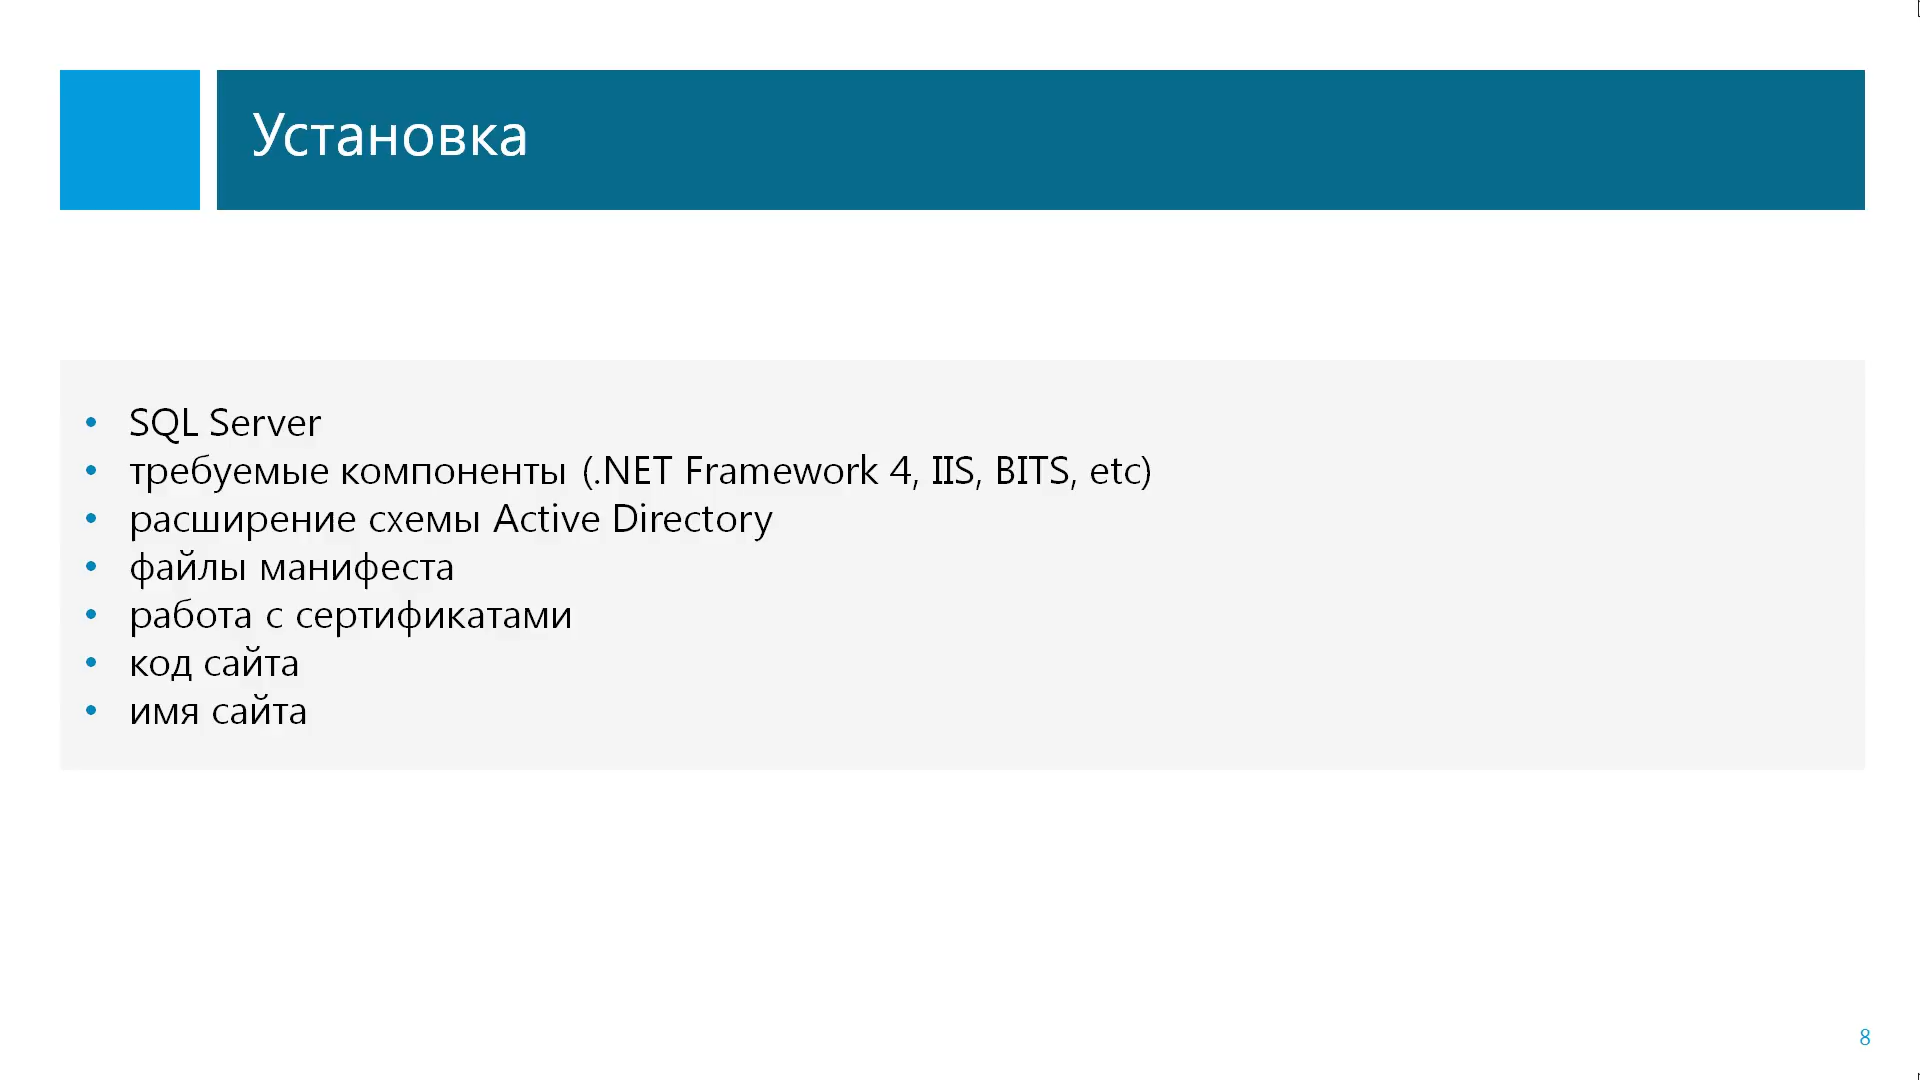 Установка
• SQL Server
• требуемые компоненты (.NET Framework 4, IIS, BITS, etc)
• расширение схемы Active Directory
• файлы манифеста
• работа с сертификатами
• код сайта
• имя сайта
8